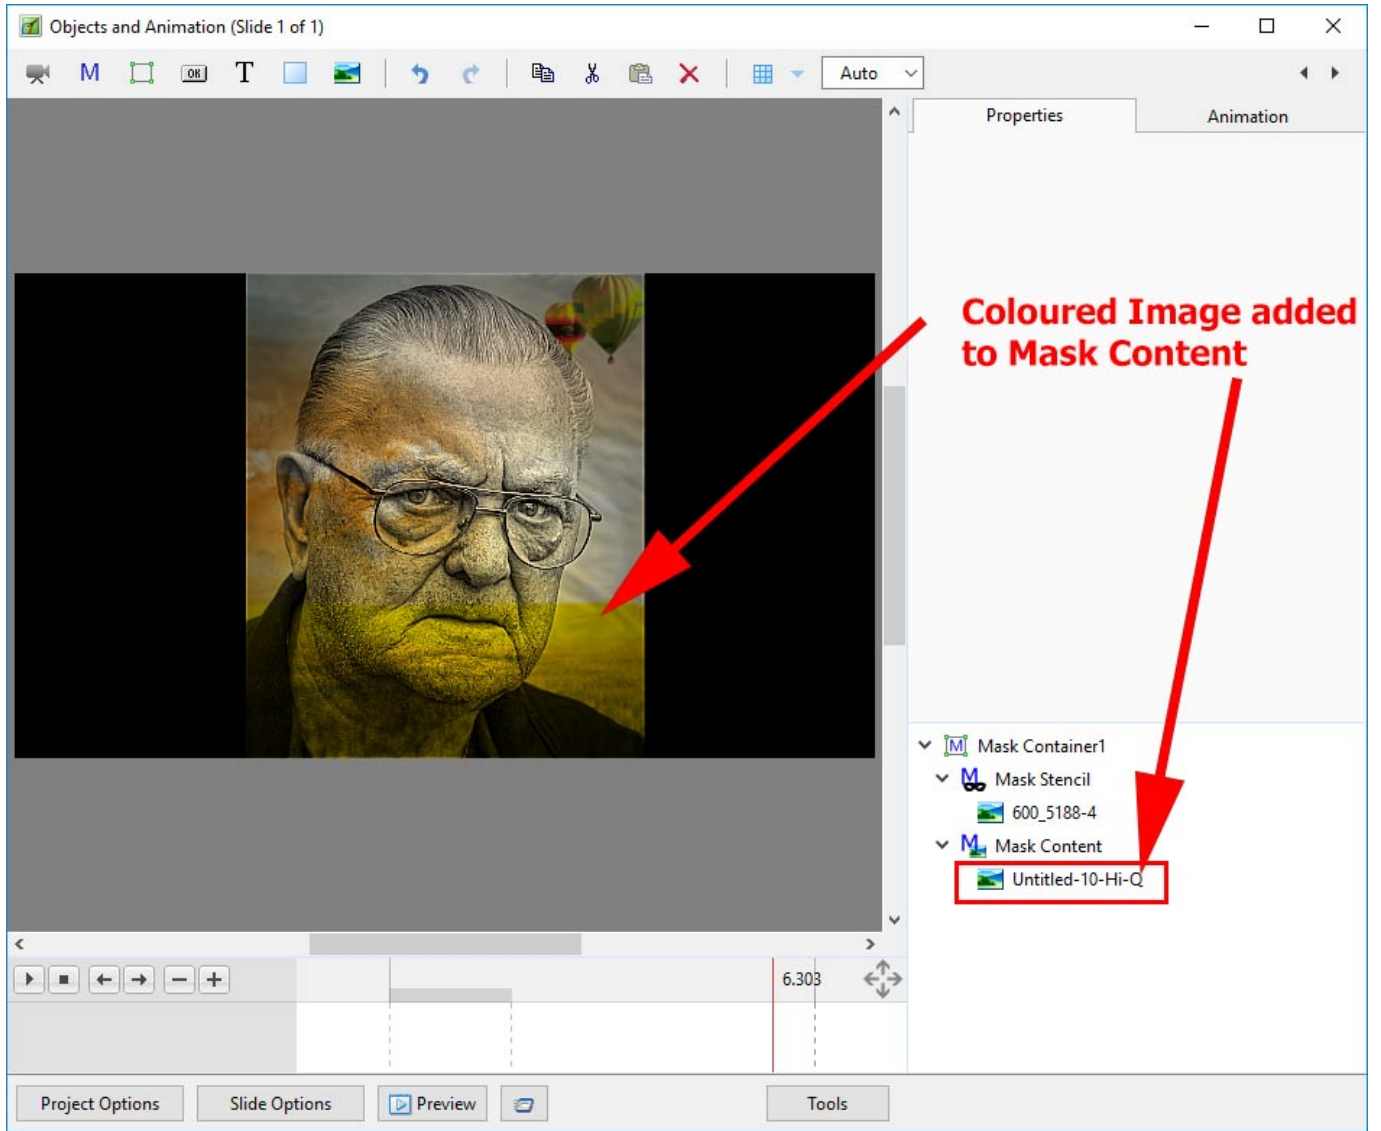 Objects and Animation (Slide 1 of 1)
M OK T Auto
Properties Animation
Coloured Image added
to Mask Content
Mask Container1
Mask Stencil
600_5188-4
Mask Content
Untitled-10-Hi-Q
6.303
Project Options Slide Options Preview Tools